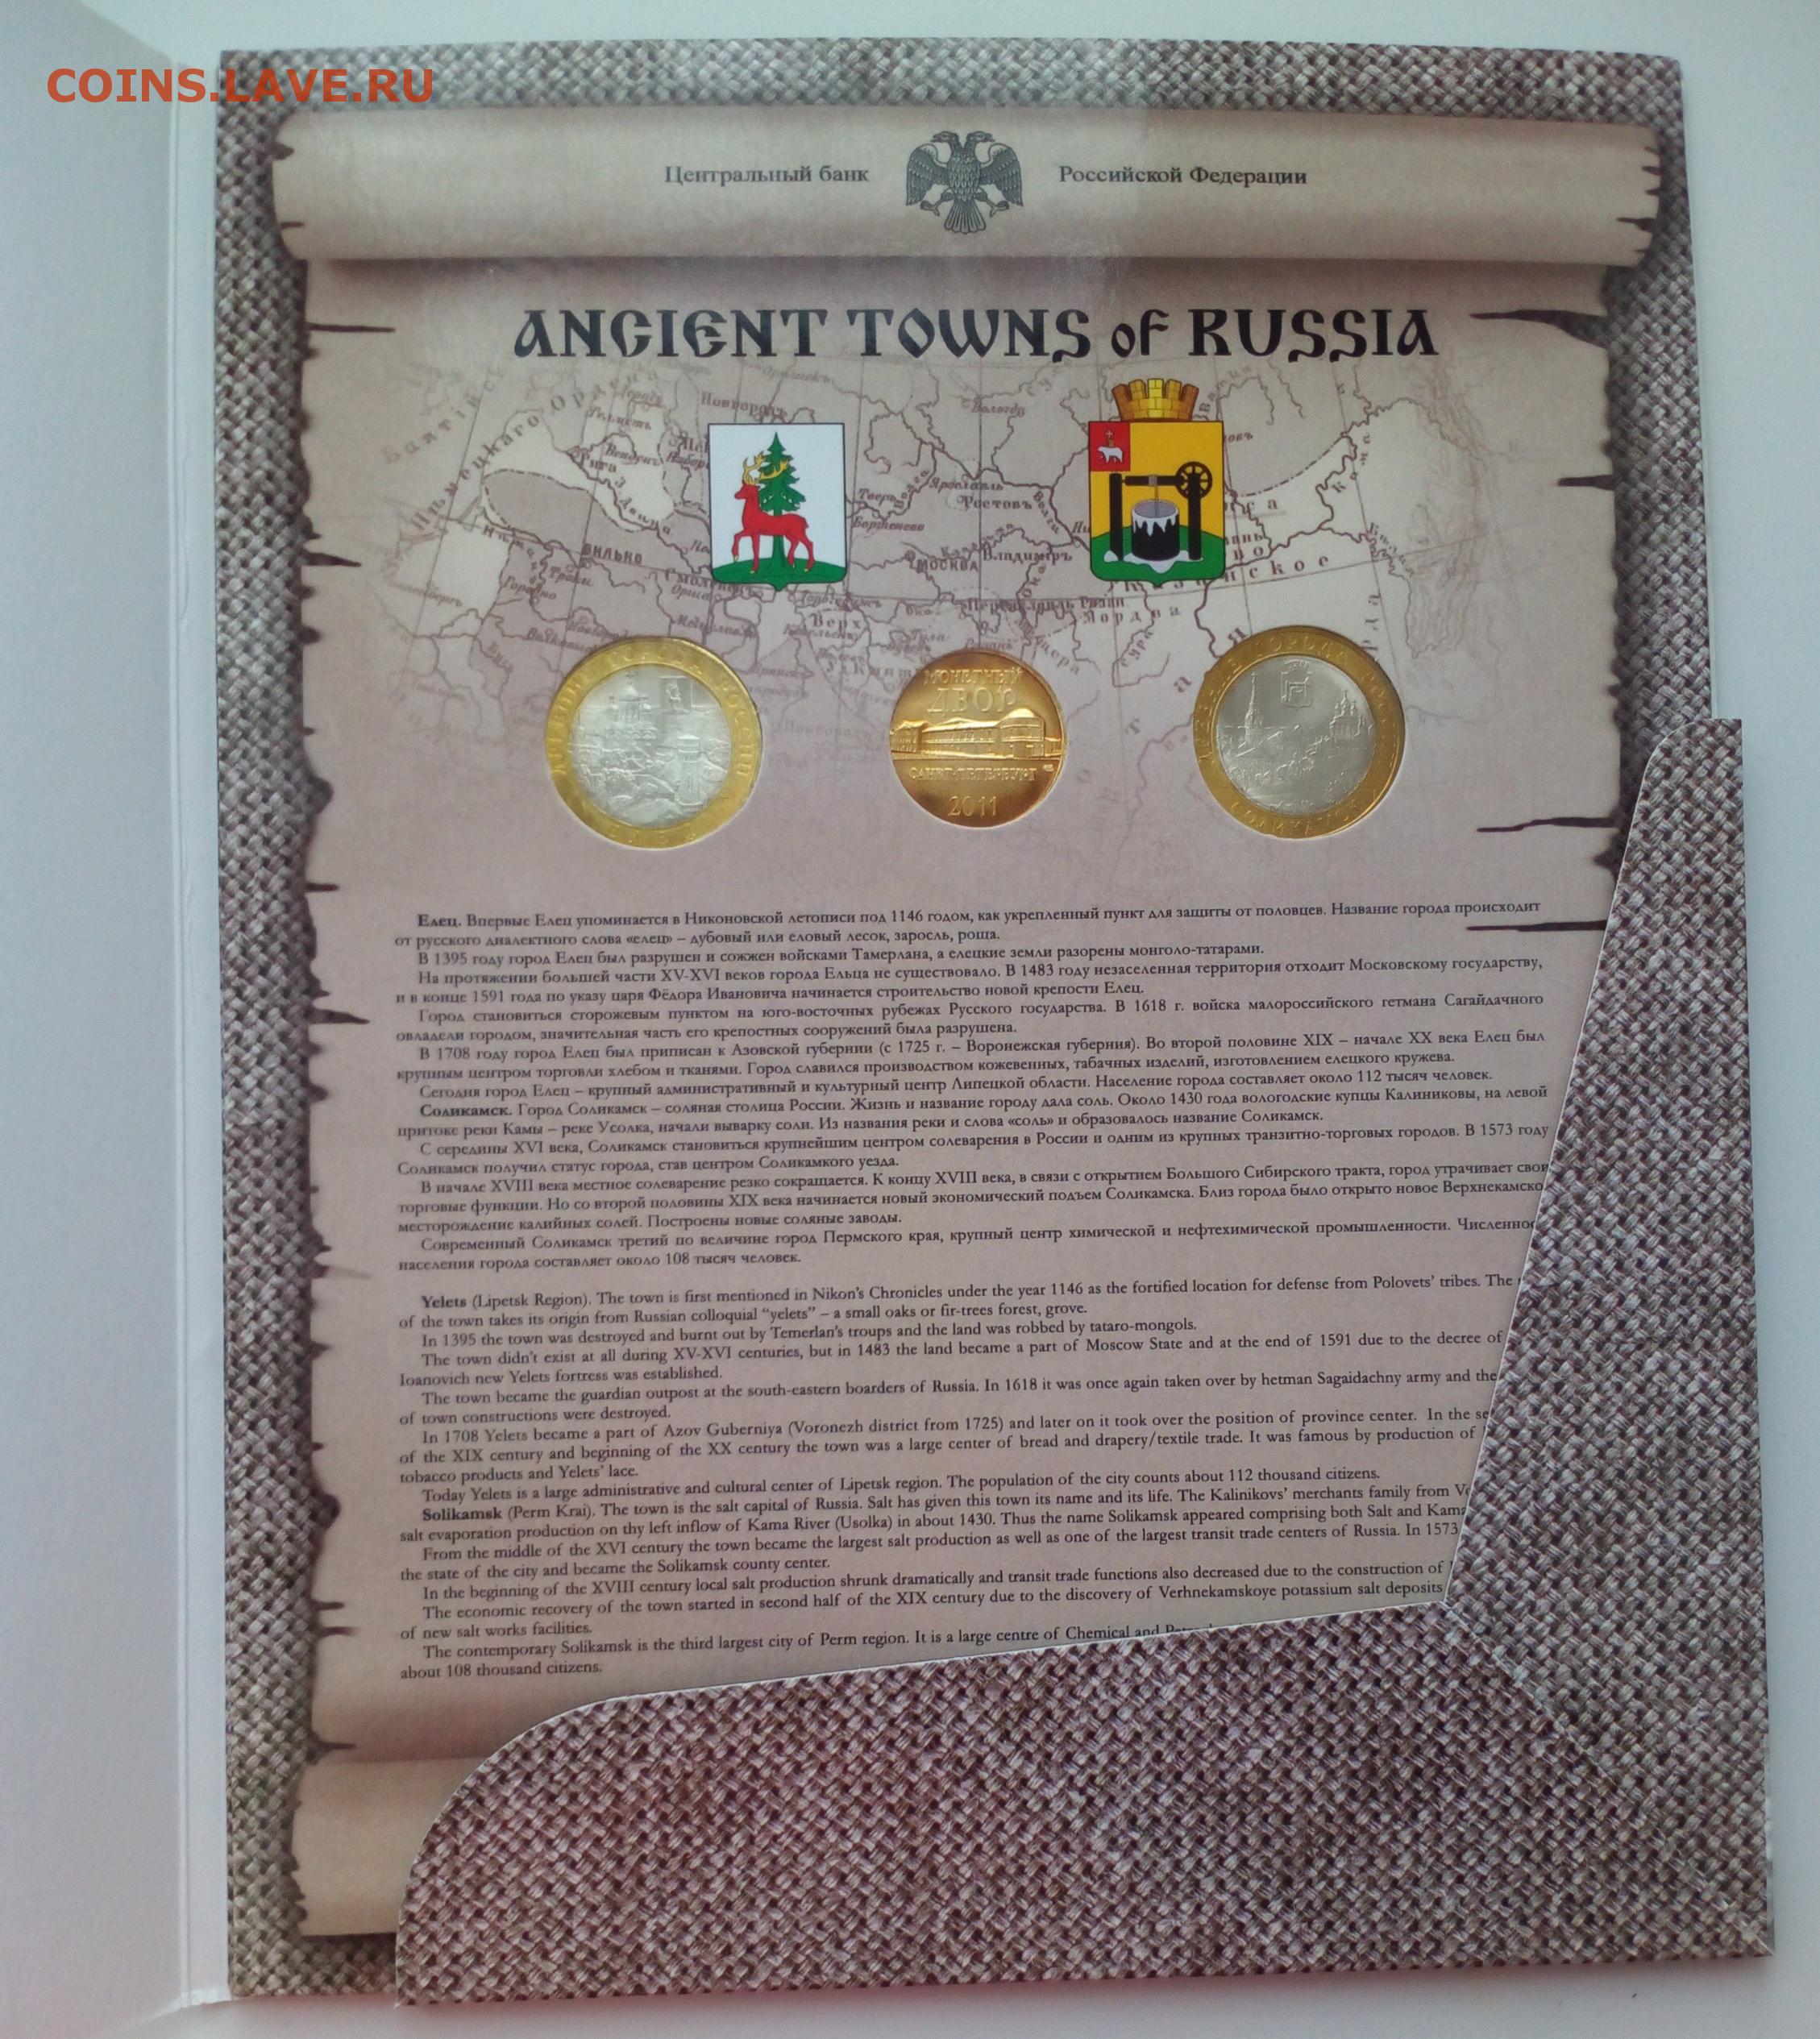 COINS.LAVE.RU
Центральный банк Российской Федерации
ANCIENT TOWNS of RUSSIA
Новгородъ
Вологда
Рига
Ярославль
Ростовъ
Тверь
Вильно
Москва
Владимиръ
МОНЕТНЫЙ
ДВОР
САНКТ-ПЕТЕРБУРГ
2011
Елец. Впервые Елец упоминается в Никоновской летописи под 1146 годом, как укрепленный пункт для защиты от половцев. Название города происходит
от русского диалектного слова «елец» – дубовый или еловый лесок, заросль, роща.
В 1395 году город Елец был разрушен и сожжен войсками Тамерлана, а елецкие земли разорены монголо-татарами.
На протяжении большей части XV-XVI веков города Ельца не существовало. В 1483 году незаселенная территория отходит Московскому государству,
и в конце 1591 года по указу царя Фёдора Ивановича начинается строительство новой крепости Елец.
Город становиться сторожевым пунктом на юго-восточных рубежах Русского государства. В 1618 г. войска малороссийского гетмана Сагайдачного
овладели городом, значительная часть его крепостных сооружений была разрушена.
В 1708 году город Елец был приписан к Азовской губернии (с 1725 г. – Воронежская губерния). Во второй половине XIX – начале XX века Елец был
крупным центром торговли хлебом и тканями. Город славился производством кожевенных, табачных изделий, изготовлением елецкого кружева.
Сегодня город Елец – крупный административный и культурный центр Липецкой области. Население города составляет около 112 тысяч человек.
Соликамск. Город Соликамск – соляная столица России. Жизнь и название городу дала соль. Около 1430 года вологодские купцы Калиниковы, на левой
притоке реки Камы – реке Усолка, начали выварку соли. Из названия реки и слова «соль» и образовалось название Соликамск.
С середины XVI века, Соликамск становиться крупнейшим центром солеварения в России и одним из крупных транзитно-торговых городов. В 1573 году
Соликамск получил статус города, став центром Соликамкого уезда.
В начале XVIII века местное солеварение резко сокращается. К концу XVIII века, в связи с открытием Большого Сибирского тракта, город утрачивает свои
торговые функции. Но со второй половины XIX века начинается новый экономический подъем Соликамска. Близ города было открыто новое Верхнекамско
месторождение калийных солей. Построены новые соляные заводы.
Современный Соликамск третий по величине город Пермского края, крупный центр химической и нефтехимической промышленности. Численнос
населения города составляет около 108 тысяч человек.
Yelets (Lipetsk Region). The town is first mentioned in Nikon's Chronicles under the year 1146 as the fortified location for defense from Polovets' tribes. The
of the town takes its origin from Russian colloquial “yelets” – a small oaks or fir-trees forest, grove.
In 1395 the town was destroyed and burnt out by Temerlan's troups and the land was robbed by tataro-mongols.
The town didn't exist at all during XV-XVI centuries, but in 1483 the land became a part of Moscow State and at the end of 1591 due to the decree of
Ioanovich new Yelets fortress was established.
The town became the guardian outpost at the south-eastern boarders of Russia. In 1618 it was once again taken over by hetman Sagaidachny army and the
of town constructions were destroyed.
In 1708 Yelets became a part of Azov Guberniya (Voronezh district from 1725) and later on it took over the position of province center. In the se
of the XIX century and beginning of the XX century the town was a large center of bread and drapery/textile trade. It was famous by production of
tobacco products and Yelets' lace.
Today Yelets is a large administrative and cultural center of Lipetsk region. The population of the city counts about 112 thousand citizens.
Solikamsk (Perm Krai). The town is the salt capital of Russia. Salt has given this town its name and its life. The Kalinikovs' merchants family from Vo
salt evaporation production on thy left inflow of Kama River (Usolka) in about 1430. Thus the name Solikamsk appeared comprising both Salt and Kama
From the middle of the XVI century the town became the largest salt production as well as one of the largest transit trade centers of Russia. In 1573
the state of the city and became the Solikamsk county center.
In the beginning of the XVIII century local salt production shrunk dramatically and transit trade functions also decreased due to the construction of
The economic recovery of the town started in second half of the XIX century due to the discovery of Verhnekamskoye potassium salt deposits
of new salt works facilities.
The contemporary Solikamsk is the third largest city of Perm region. It is a large centre of Chemical and
about 108 thousand citizens.